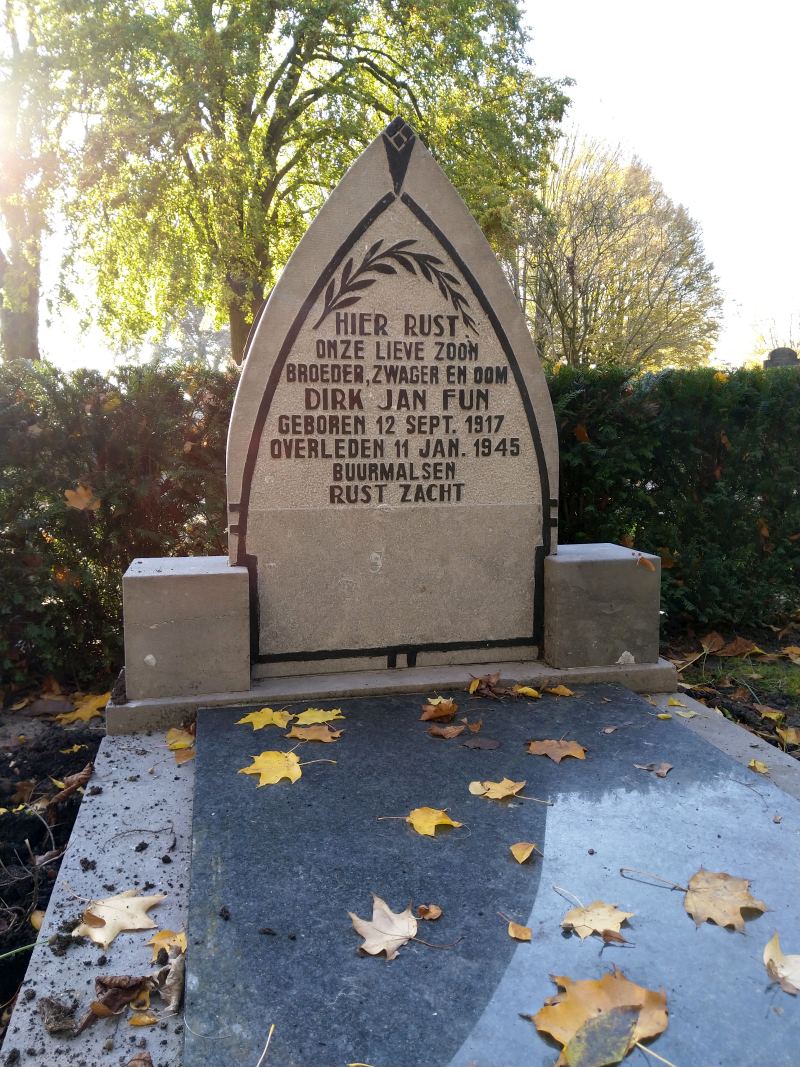 HIER RUST
ONZE LIEVE ZOON
BROEDER, ZWAGER EN OOM
DIRK JAN FUN
GEBOREN 12 SEPT. 1917
OVERLEDEN 11 JAN. 1945
BUURMALSEN
RUST ZACHT